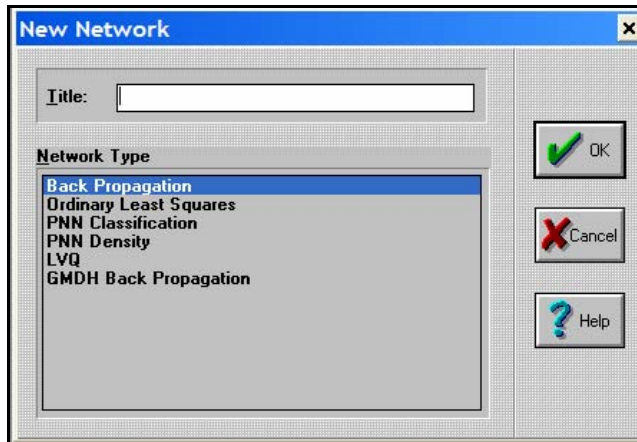 New Network
Title:
Network Type
Back Propagation
Ordinary Least Squares
PNN Classification
PNN Density
LVQ
GMDH Back Propagation
OK
Cancel
Help